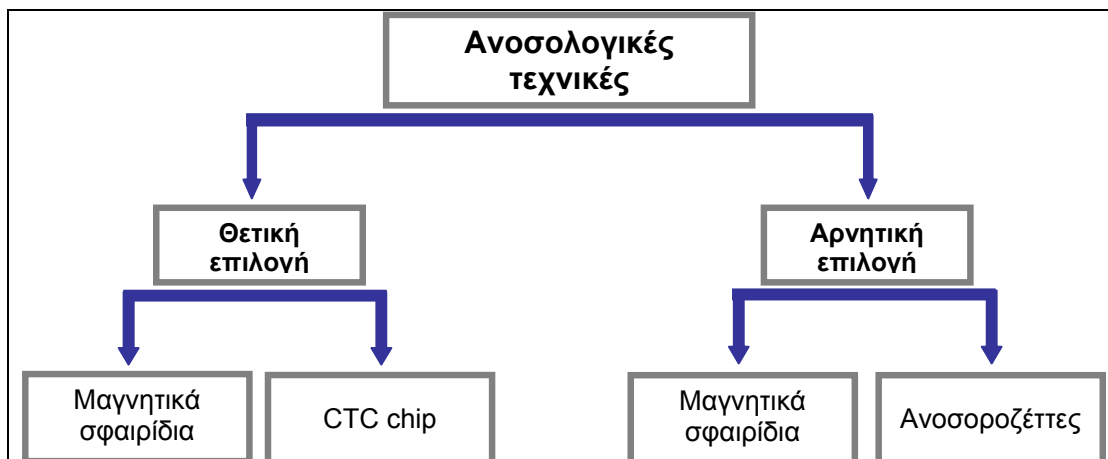 Ανοσολογικές
τεχνικές
Θετική
επιλογή
Αρνητική
επιλογή
Μαγνητικά
σφαιρίδια
CTC chip
Μαγνητικά
σφαιρίδια
Ανοσοροζέττες